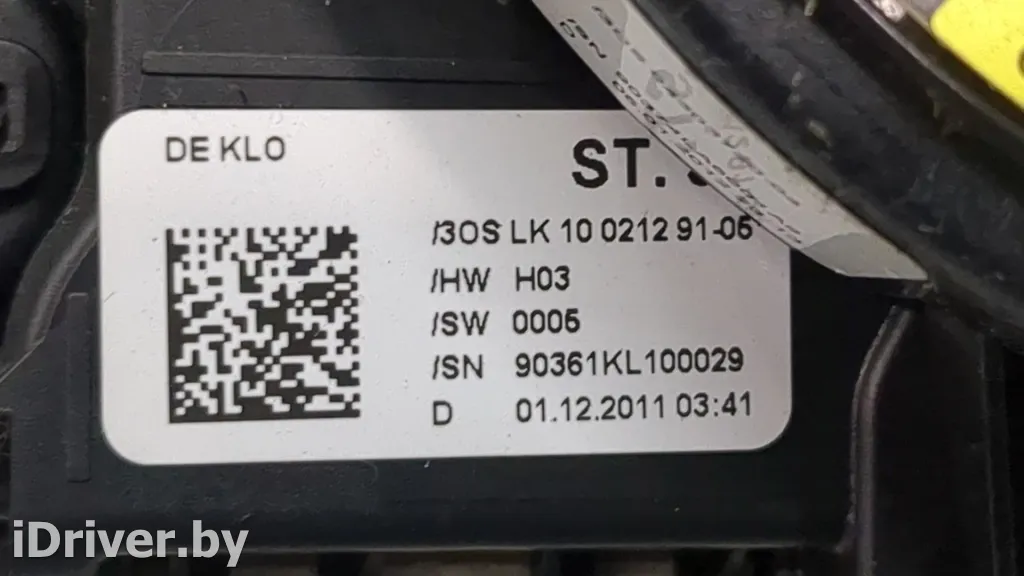 DE KLO
ST.
/3OS LK 10 0212 91-05
/HW H03
/SW 0005
/SN 90361KL100029
D 01.12.2011 03:41
iDriver.by